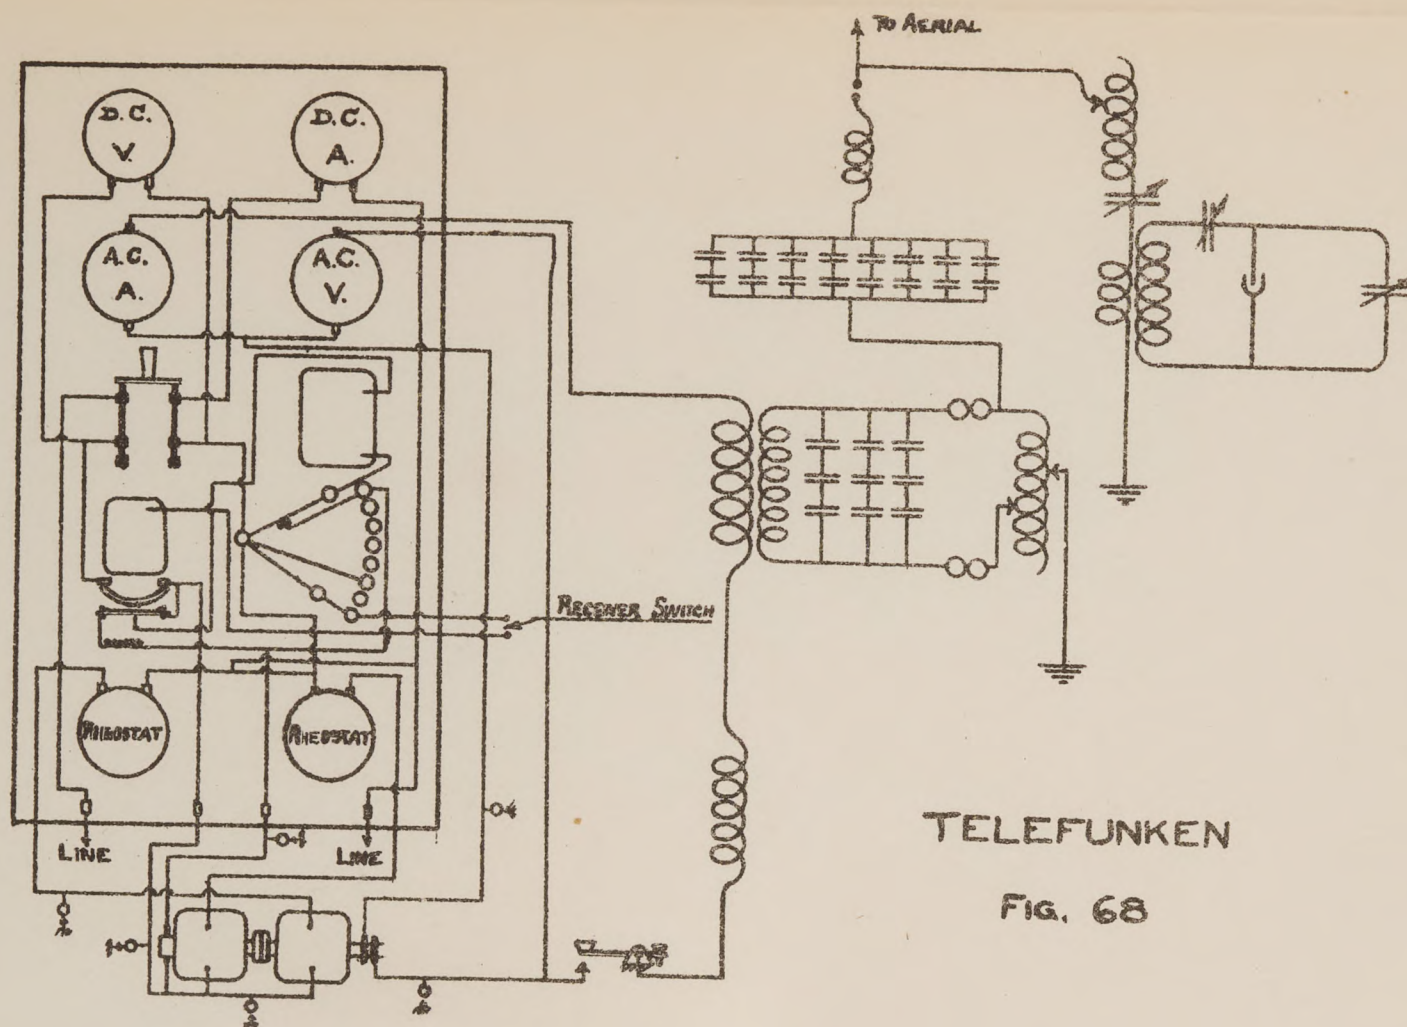 TO AERIAL
D.C.
V.
D.C.
A.
A.C.
A.
A.C.
V.
RECEIVER SWITCH
RHEOSTAT
RHEOSTAT
LINE
LINE
TELEFUNKEN
FIG. 68